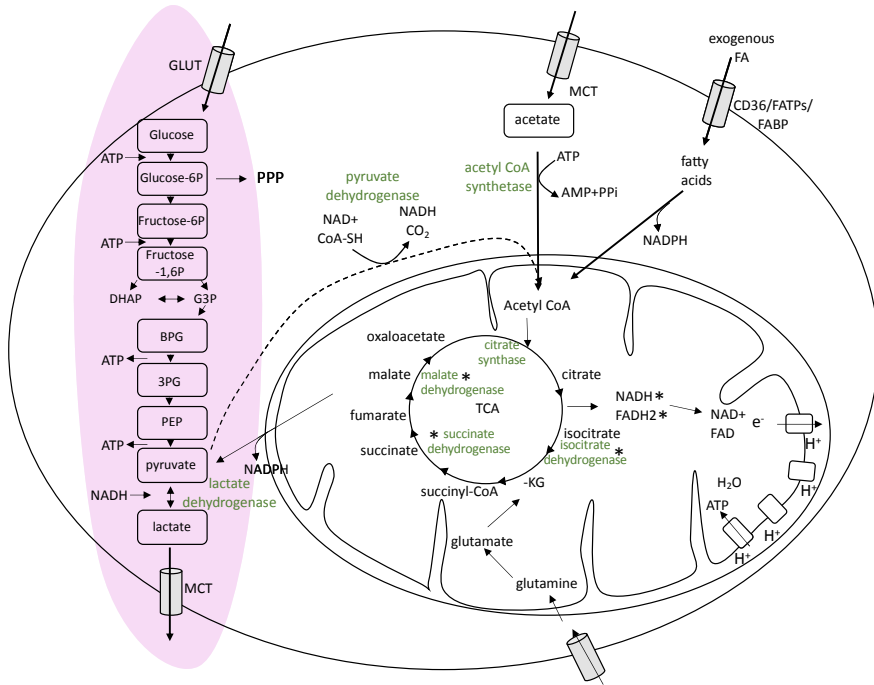 GLUT
Glucose
ATP
Glucose-6P
PPP
Fructose-6P
ATP
Fructose
-1,6P
DHAP
G3P
BPG
ATP
3PG
PEP
ATP
pyruvate
NADH
lactate
dehydrogenase
lactate
MCT
NADPH
pyruvate
dehydrogenase
NAD+
CoA-SH
NADH
CO₂
MCT
acetate
acetyl CoA
synthetase
ATP
AMP+PPi
exogenous
FA
CD36/FATPs/
FABP
fatty
acids
NADPH
Acetyl CoA
citrate
synthase
oxaloacetate
malate
malate *
dehydrogenase
TCA
fumarate
* succinate
dehydrogenase
succinate
succinyl-CoA
citrate
isocitrate
isocitrate
dehydrogenase *
-KG
glutamate
glutamine
NADH *
FADH2 *
NAD+
FAD
e⁻
H⁺
H⁺
H⁺
H⁺
H₂O
ATP